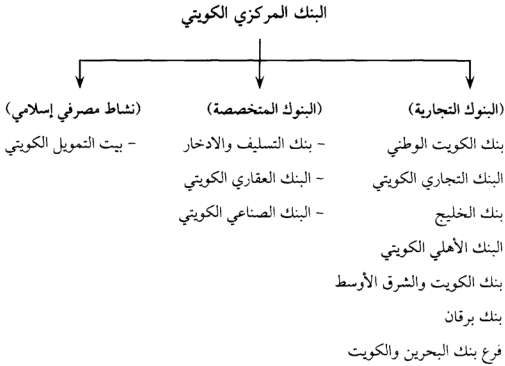 البنك المركزي الكويتي
(البنوك التجارية)
بنك الكويت الوطني
البنك التجاري الكويتي
بنك الخليج
البنك الأهلي الكويتي
بنك الكويت والشرق الأوسط
بنك برقان
فرع بنك البحرين والكويت
(البنوك المتخصصة)
- بنك التسليف والادخار
- البنك العقاري الكويتي
- البنك الصناعي الكويتي
(نشاط مصرفي إسلامي)
- بيت التمويل الكويتي